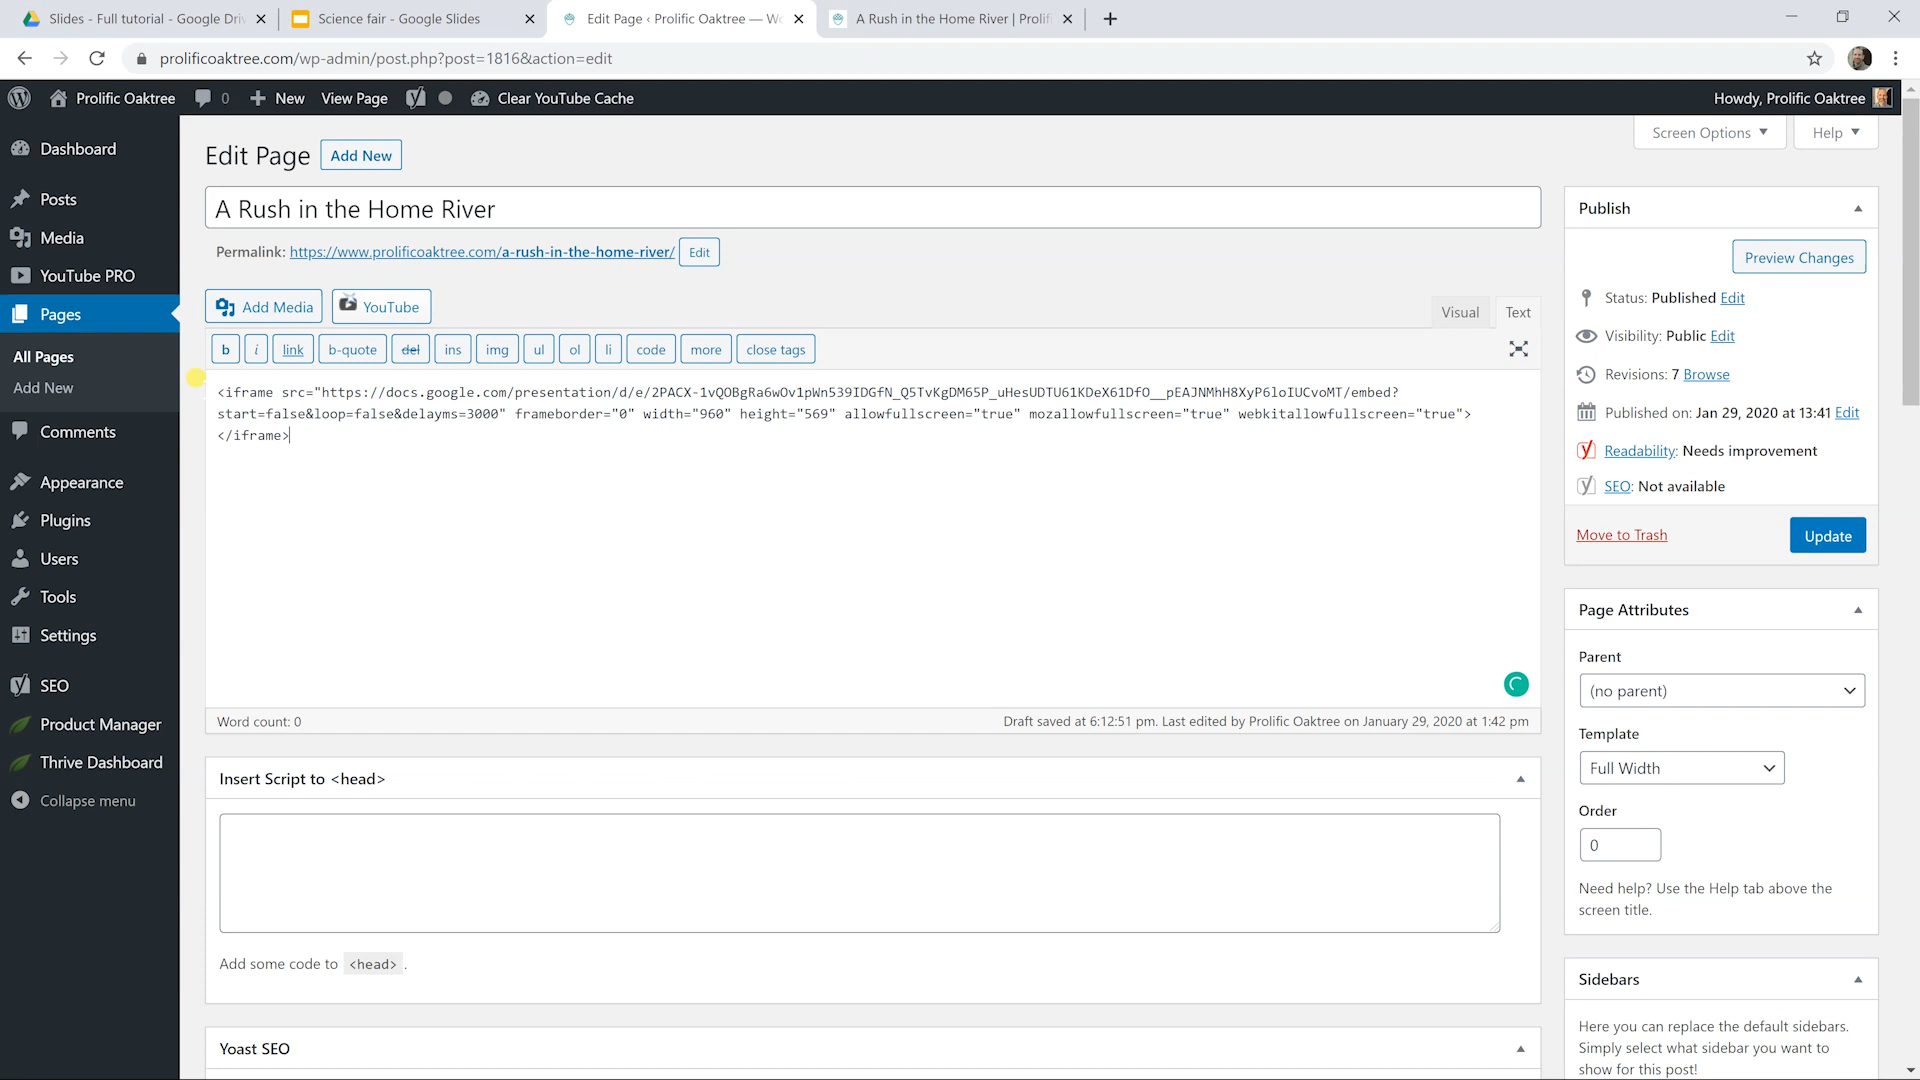 Slides - Full tutorial - Google Driv
Science fair - Google Slides
Edit Page ‹ Prolific Oaktree — Wo
A Rush in the Home River | Prolifi
prolificoaktree.com/wp-admin/post.php?post=1816&action=edit
Prolific Oaktree
0
New
View Page
Clear YouTube Cache
Howdy, Prolific Oaktree
Dashboard
Posts
Media
YouTube PRO
Pages
All Pages
Add New
Comments
Appearance
Plugins
Users
Tools
Settings
SEO
Product Manager
Thrive Dashboard
Collapse menu
Screen Options
Help
Edit Page
Add New
A Rush in the Home River
Permalink: https://www.prolificoaktree.com/a-rush-in-the-home-river/ Edit
Add Media
YouTube
Visual
Text
b
i
link
b-quote
del
ins
img
ul
ol
li
code
more
close tags
<iframe src="https://docs.google.com/presentation/d/e/2PACX-1vQOBgRa6wOv1pWn539IDGfN_Q5TvKgDM65P_uHesUDTU61KDeX61DfO__pEAJNMhH8XyP6loIUCvoMT/embed?
start=false&loop=false&delayms=3000" frameborder="0" width="960" height="569" allowfullscreen="true" mozallowfullscreen="true" webkitallowfullscreen="true">
</iframe>
Word count: 0
Draft saved at 6:12:51 pm. Last edited by Prolific Oaktree on January 29, 2020 at 1:42 pm
Insert Script to <head>
Add some code to <head> .
Yoast SEO
Publish
Preview Changes
Status: Published Edit
Visibility: Public Edit
Revisions: 7 Browse
Published on: Jan 29, 2020 at 13:41 Edit
Readability: Needs improvement
SEO: Not available
Move to Trash
Update
Page Attributes
Parent
(no parent)
Template
Full Width
Order
0
Need help? Use the Help tab above the
screen title.
Sidebars
Here you can replace the default sidebars.
Simply select what sidebar you want to
show for this post!